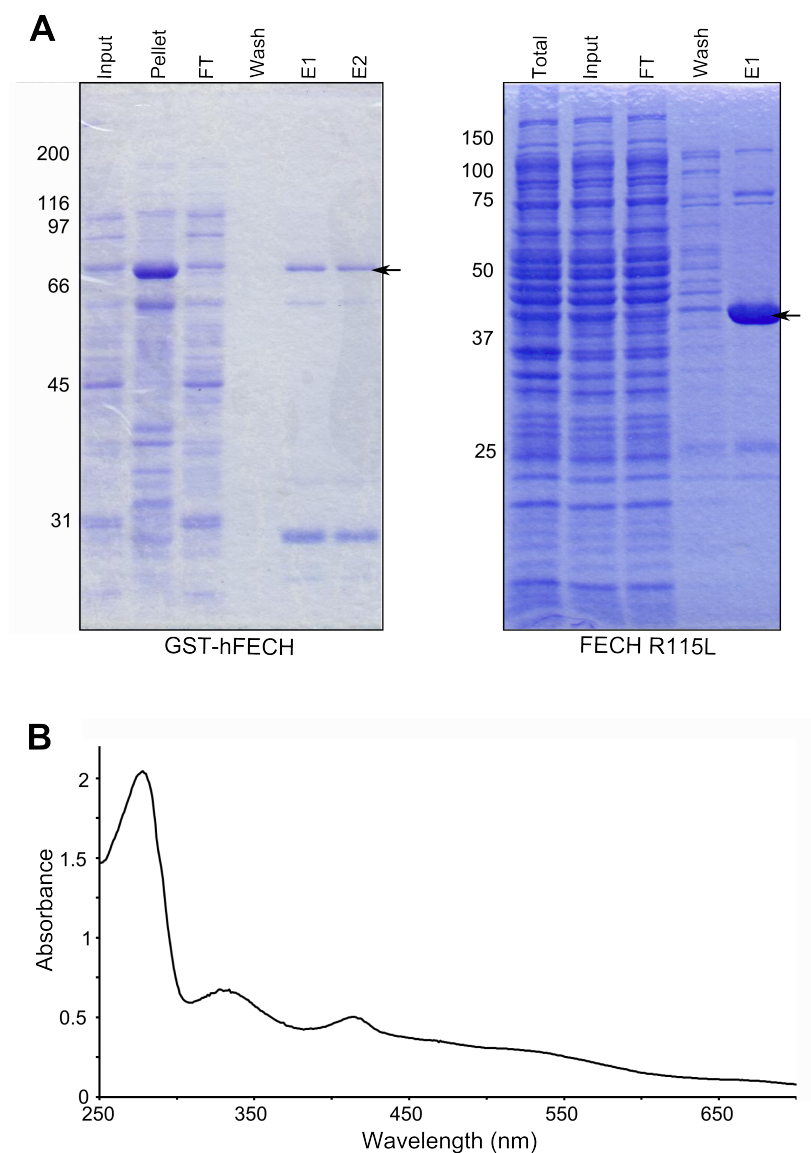 A
Input
Pellet
FT
Wash
E1
E2
200
116
97
66
45
31
GST-hFECH
Total
Input
FT
Wash
E1
150
100
75
50
37
25
FECH R115L
B
Absorbance
2
1.5
1
0.5
0
250
350
450
550
650
Wavelength (nm)